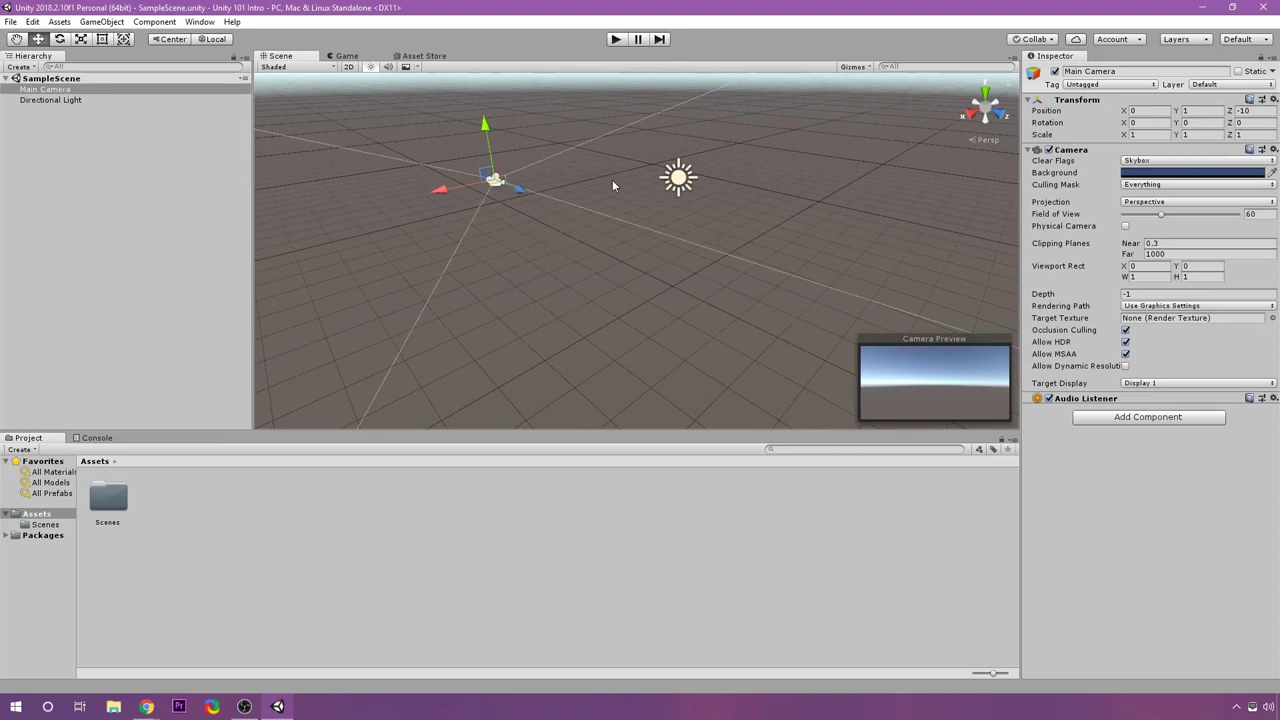 Unity 2018.2.10f1 Personal (64bit) - SampleScene.unity - Unity 101 Intro - PC, Mac & Linux Standalone <DX11>
File Edit Assets GameObject Component Window Help
Center Local Collab Account Layers Default
Hierarchy Scene Game Asset Store Inspector
Create All Shaded 2D Gizmos All Main Camera Static
SampleScene
Tag Untagged Layer Default
Main Camera
Directional Light
Transform
Position X 0 Y 1 Z -10
Rotation X 0 Y 0 Z 0
Scale X 1 Y 1 Z 1
y
x z
Persp
Camera
Clear Flags Skybox
Background
Culling Mask Everything
Projection Perspective
Field of View 60
Physical Camera
Clipping Planes Near 0.3
Far 1000
Viewport Rect X 0 Y 0
W 1 H 1
Depth -1
Rendering Path Use Graphics Settings
Target Texture None (Render Texture)
Occlusion Culling
Allow HDR
Allow MSAA
Allow Dynamic Resoluti
Target Display Display 1
Audio Listener
Add Component
Camera Preview
Project Console
Create
Favorites
All Materials
All Models
All Prefabs
Assets
Scenes
Packages
Assets
Scenes
Pr